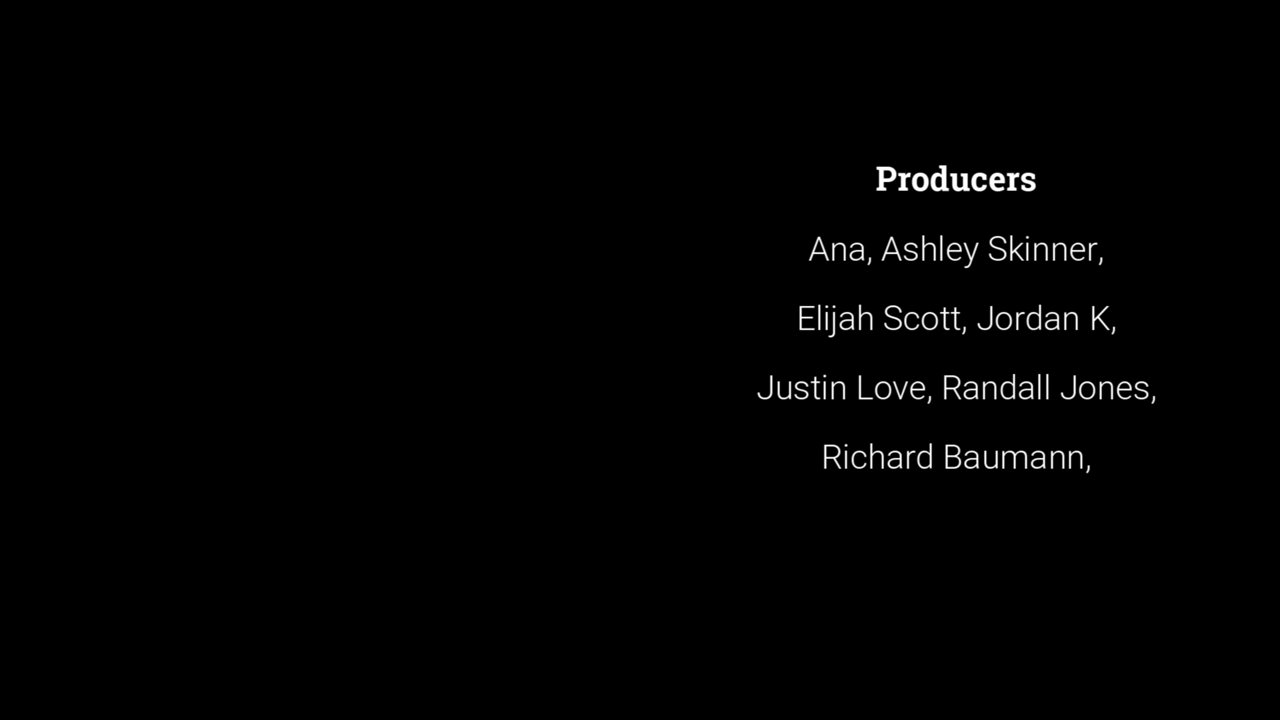 Producers
Ana, Ashley Skinner,
Elijah Scott, Jordan K,
Justin Love, Randall Jones,
Richard Baumann,